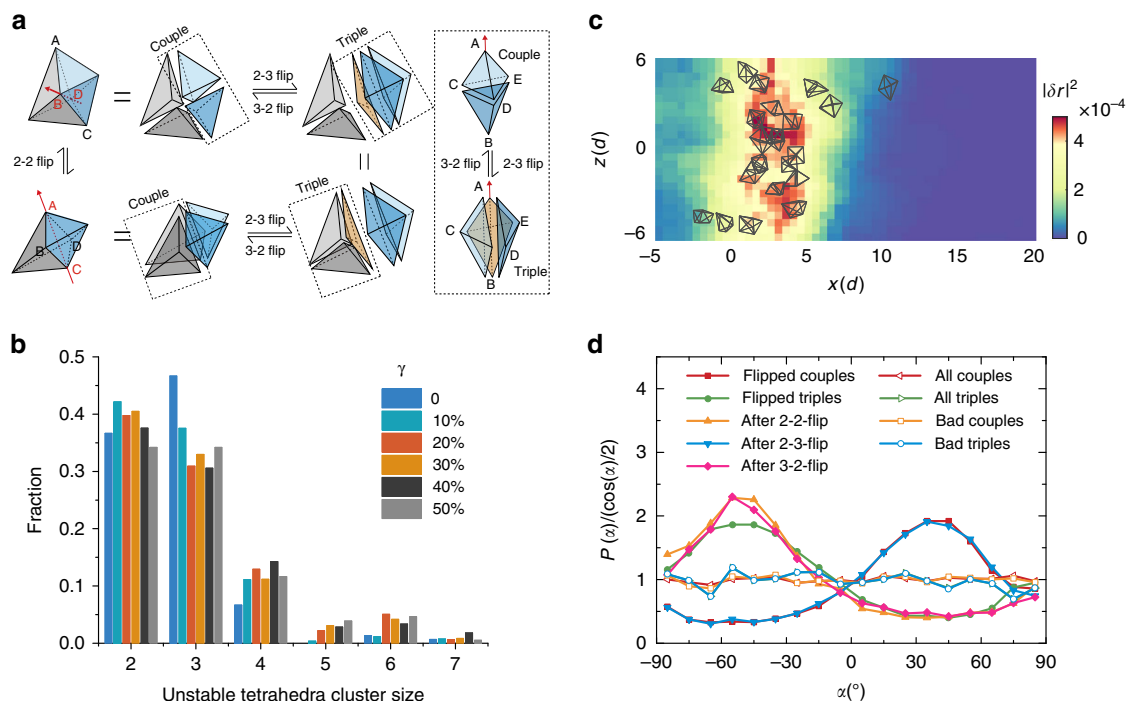 a
A
B
D
C
=
Couple
2-3 flip
3-2 flip
Triple
A
Couple
C
E
D
B
2-2 flip
3-2 flip
2-3 flip
A
B
D
C
=
Couple
2-3 flip
3-2 flip
Triple
A
C
E
D
B
Triple
c
6
0
−6
z(d)
−5
0
5
10
15
20
x(d)
|δr|²
×10⁻⁴
4
2
0
b
0.5
0.4
0.3
0.2
0.1
0.0
Fraction
γ
0
10%
20%
30%
40%
50%
2
3
4
5
6
7
Unstable tetrahedra cluster size
d
4
3
2
1
0
P(α)/(cos(α)/2)
Flipped couples
Flipped triples
After 2-2-flip
After 2-3-flip
After 3-2-flip
All couples
All triples
Bad couples
Bad triples
−90
−60
−30
0
30
60
90
α(°)